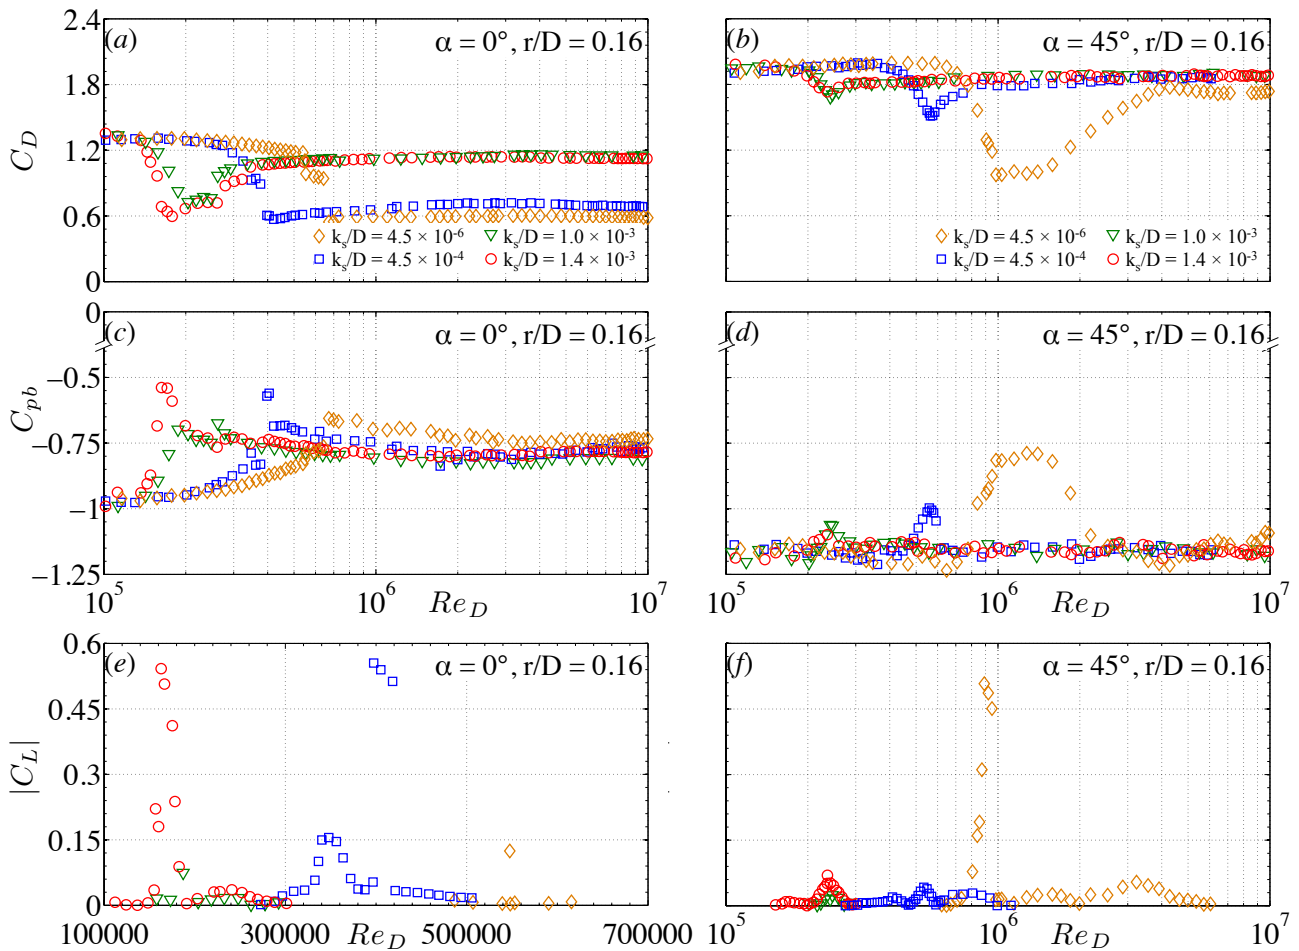 2.4 (a) α = 0°, r/D = 0.16 (b) α = 45°, r/D = 0.16
1.8
C_D 1.2
0.6
k_s/D = 4.5 × 10^-6 k_s/D = 1.0 × 10^-3 k_s/D = 4.5 × 10^-6 k_s/D = 1.0 × 10^-3
k_s/D = 4.5 × 10^-4 k_s/D = 1.4 × 10^-3 k_s/D = 4.5 × 10^-4 k_s/D = 1.4 × 10^-3
0
0 (c) α = 0°, r/D = 0.16 (d) α = 45°, r/D = 0.16
−0.5
C_pb −0.75
−1
−1.25
10^5 10^6 Re_D 10^7 10^5 10^6 Re_D 10^7
0.6 (e) α = 0°, r/D = 0.16 (f) α = 45°, r/D = 0.16
0.45
|C_L| 0.3
0.15
0
100000 300000 Re_D 500000 700000 10^5 10^6 Re_D 10^7